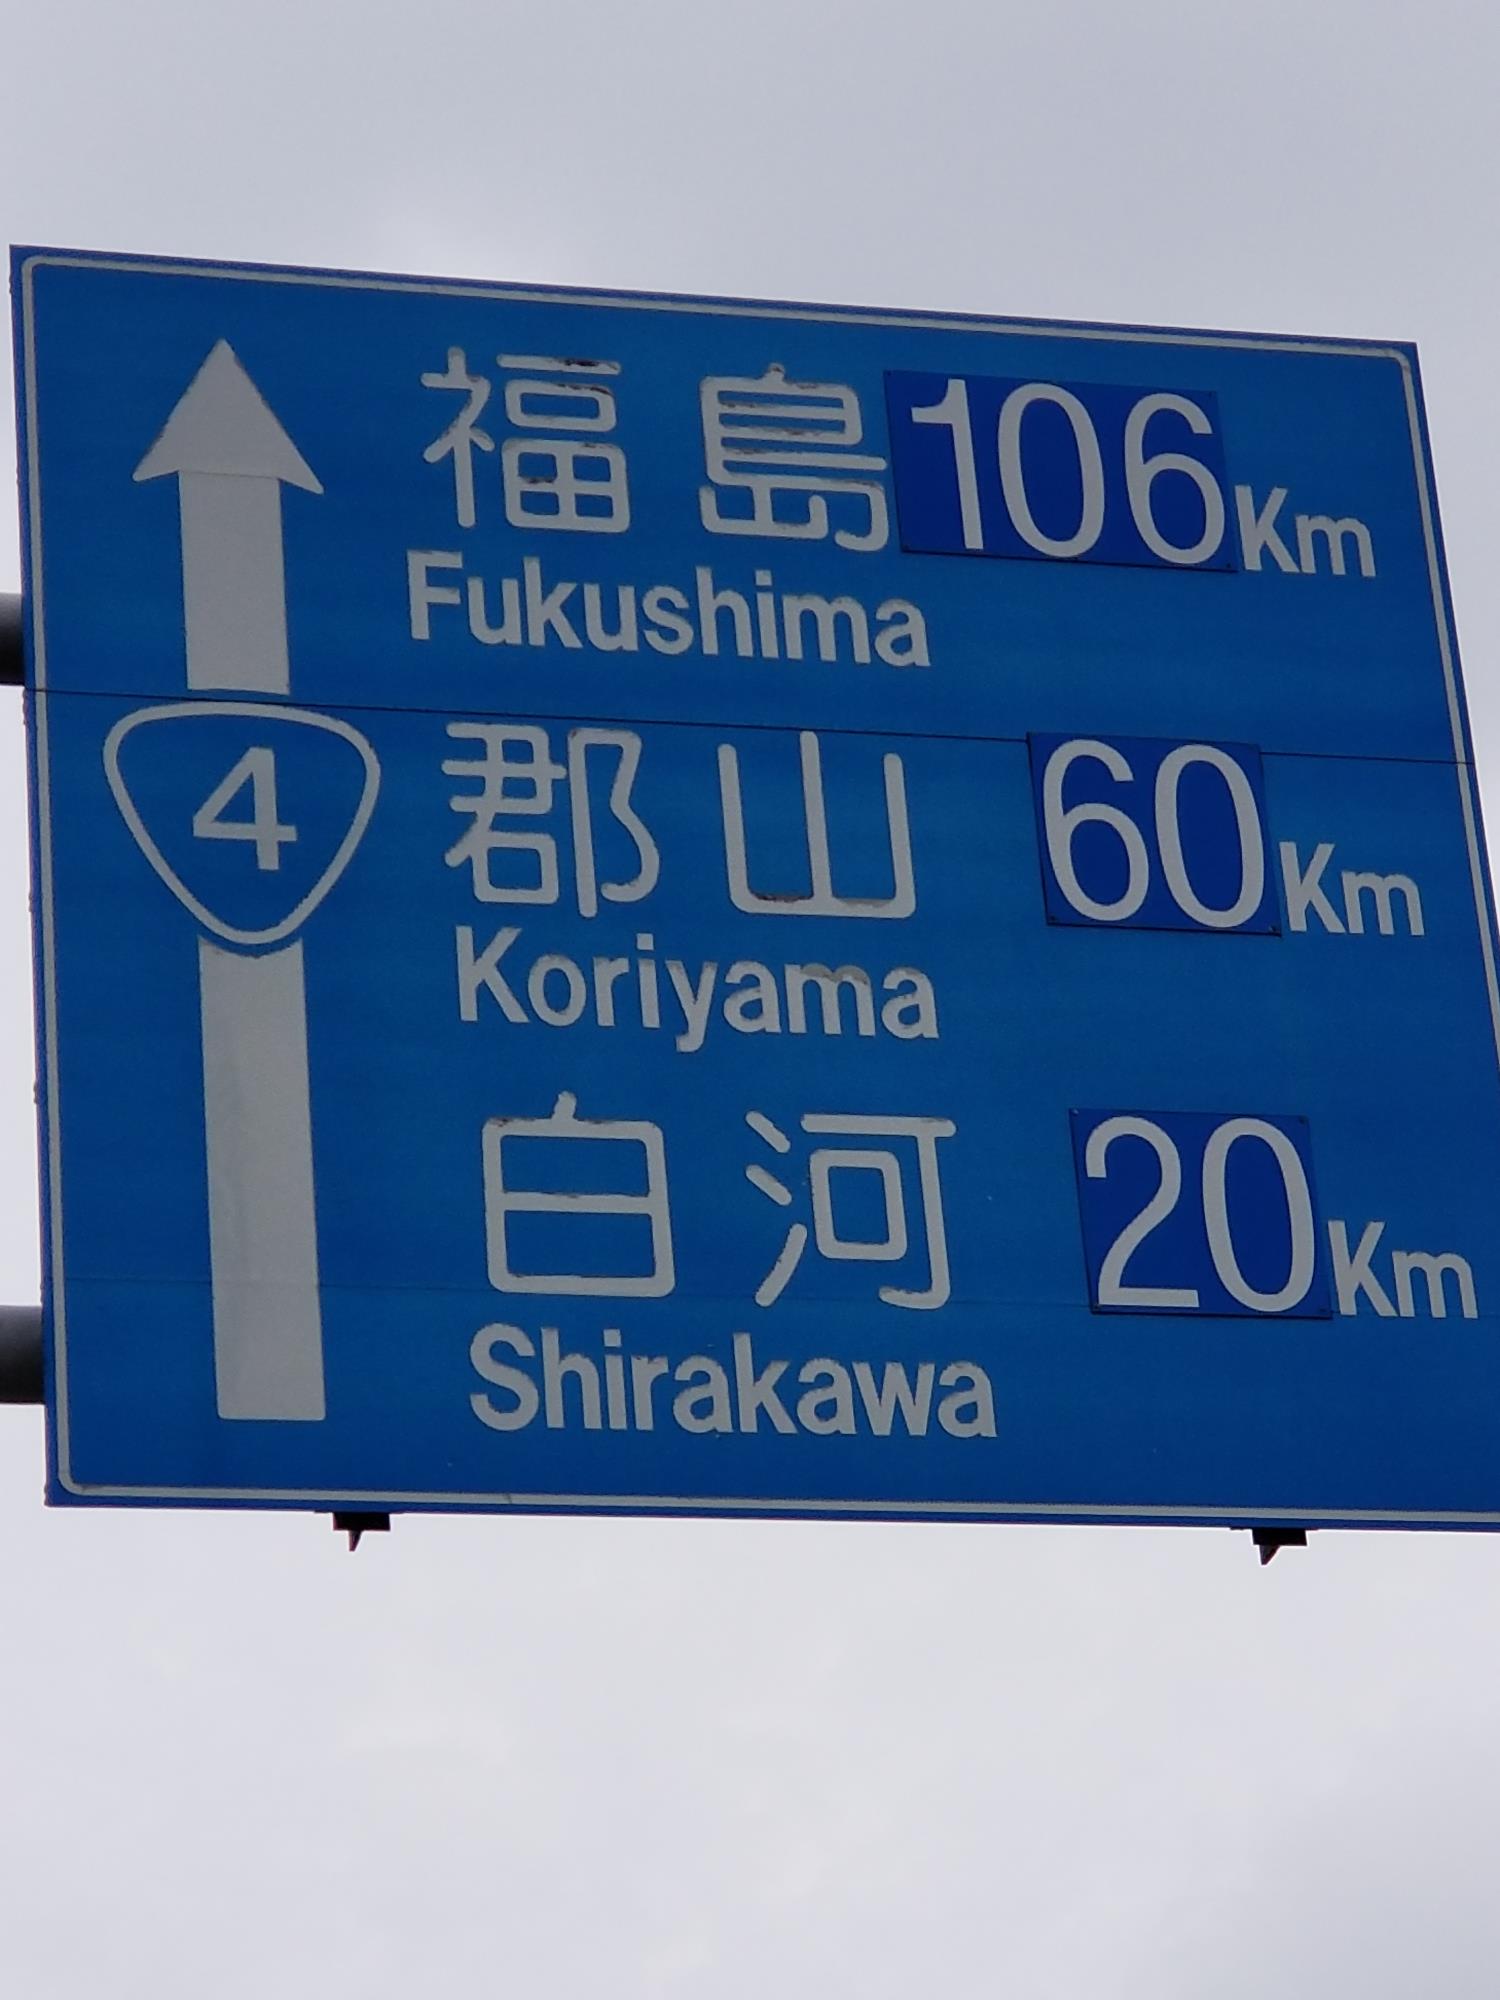 福島 106Km
Fukushima
4
郡山 60Km
Koriyama
白河 20Km
Shirakawa